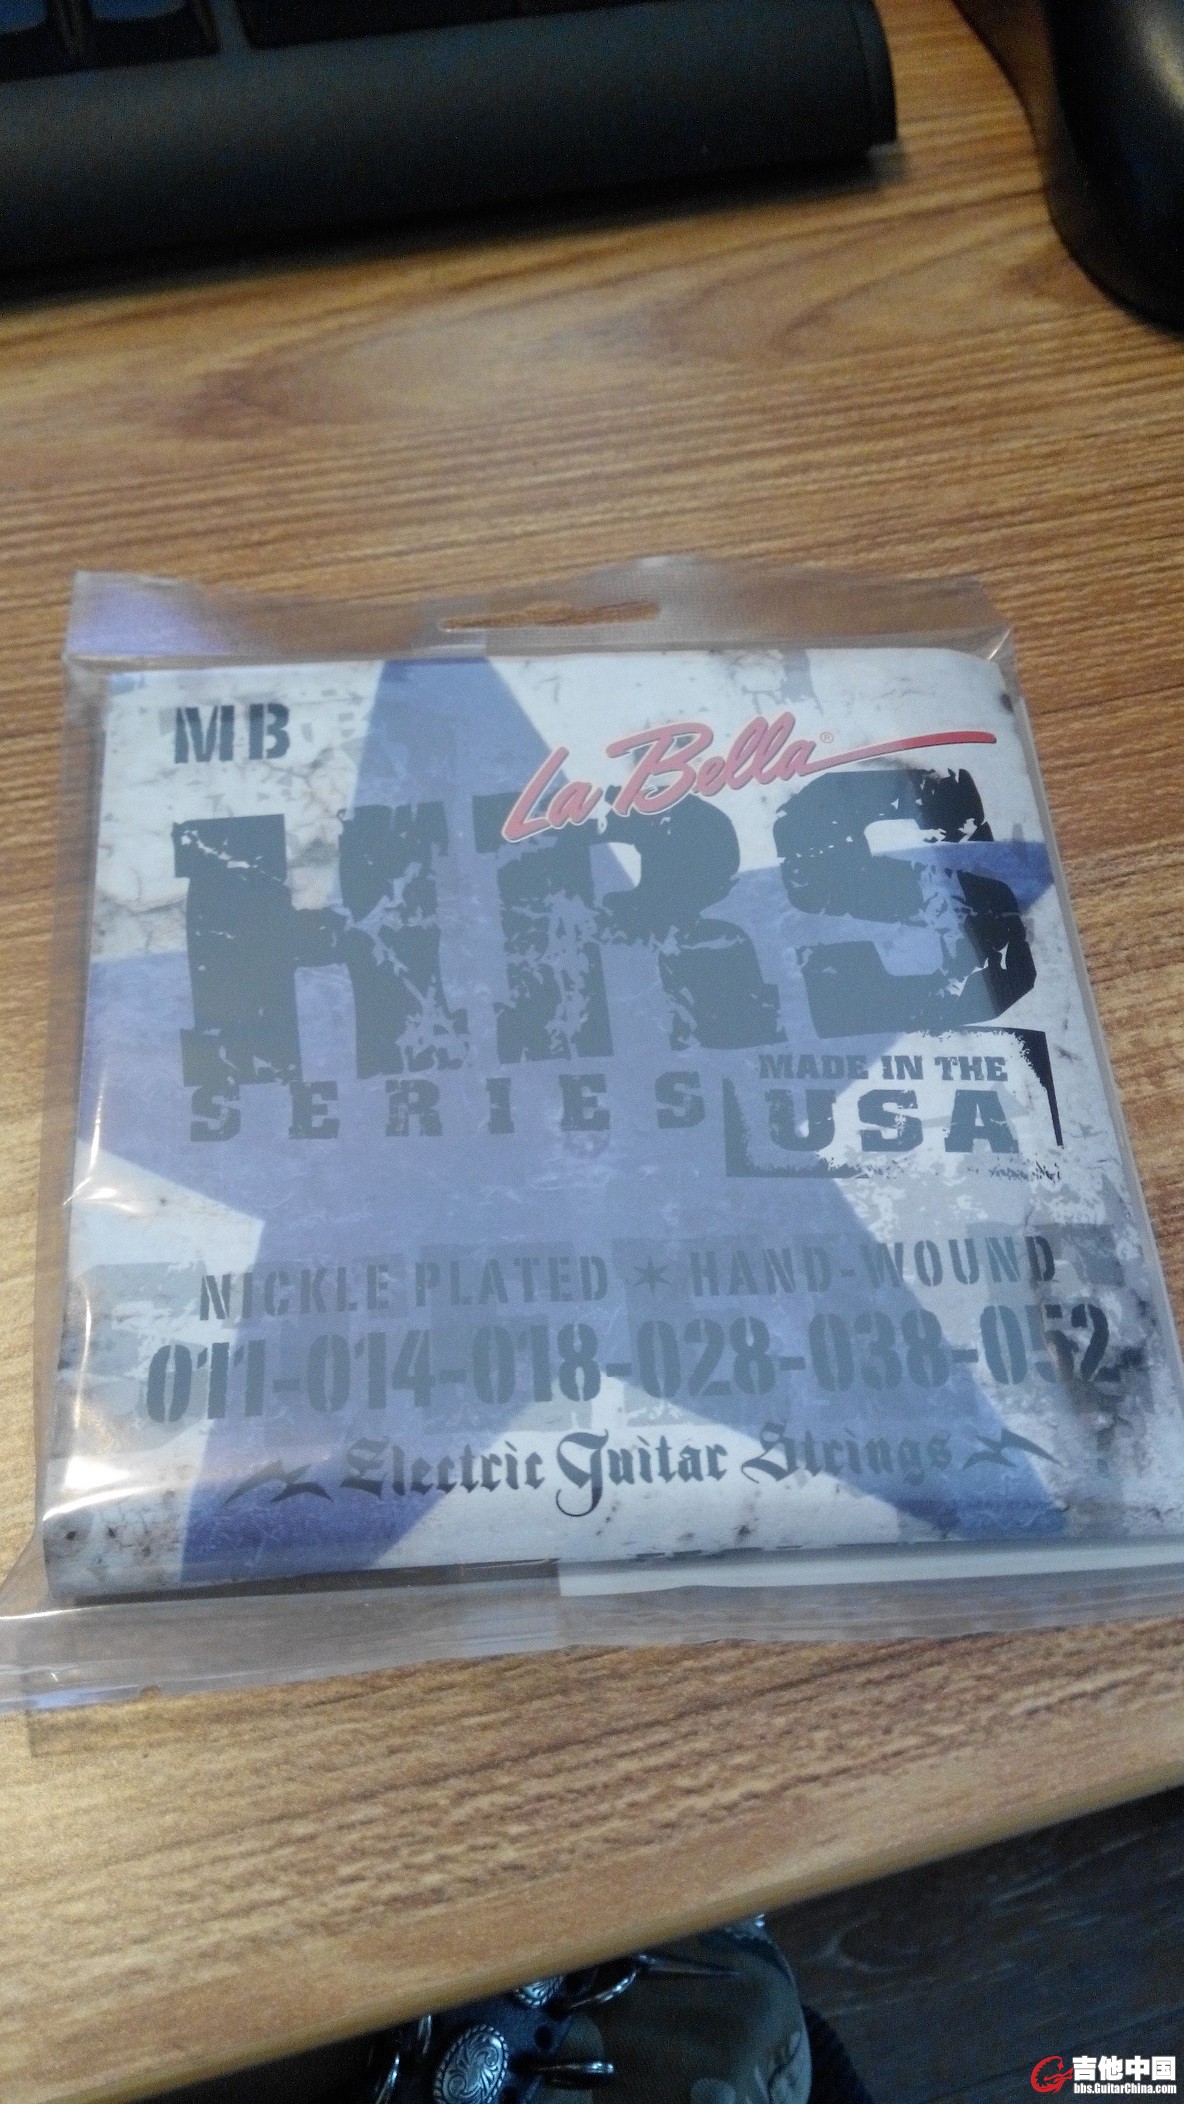 MB
La Bella®
HRS
SERIES
MADE IN THE
USA
NICKLE PLATED ✶ HAND-WOUND
011-014-018-028-038-052
Electric Guitar Strings
吉他中国
bbs.GuitarChina.com